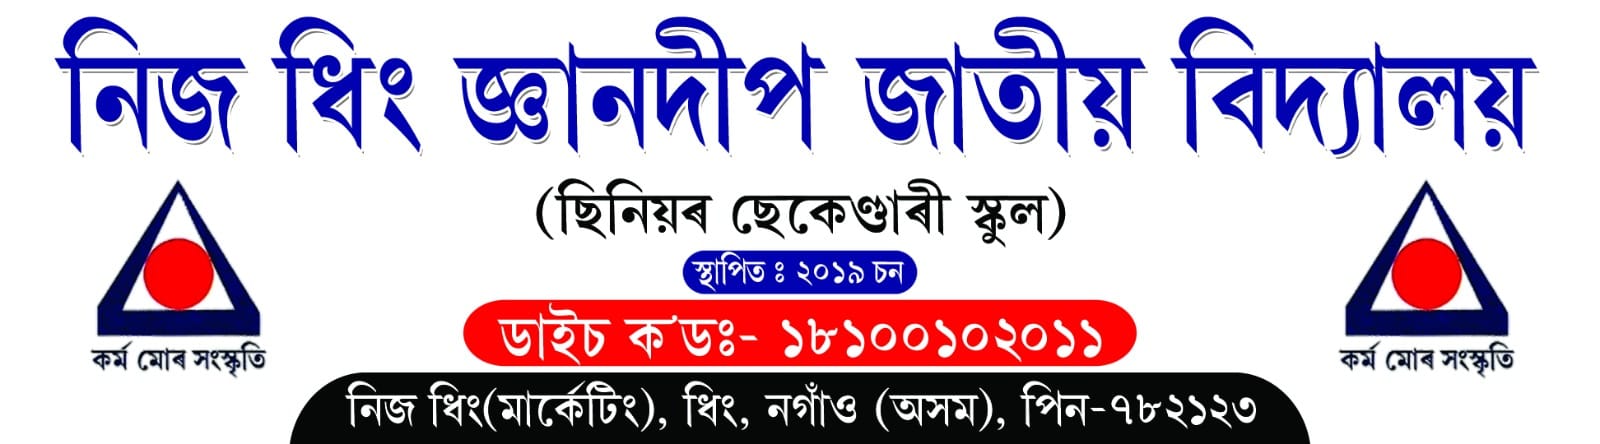 নিজ ধিং জ্ঞানদীপ জাতীয় বিদ্যালয়
(ছিনিয়ৰ ছেকেণ্ডাৰী স্কুল)
স্থাপিত ঃ ২০১৯ চন
ডাইচ ক'ডঃ- ১৮১০০১০২০১১
কৰ্ম মোৰ সংস্কৃতি
কৰ্ম মোৰ সংস্কৃতি
নিজ ধিং(মাৰ্কেটিং), ধিং, নগাঁও (অসম), পিন-৭৮২১২৩